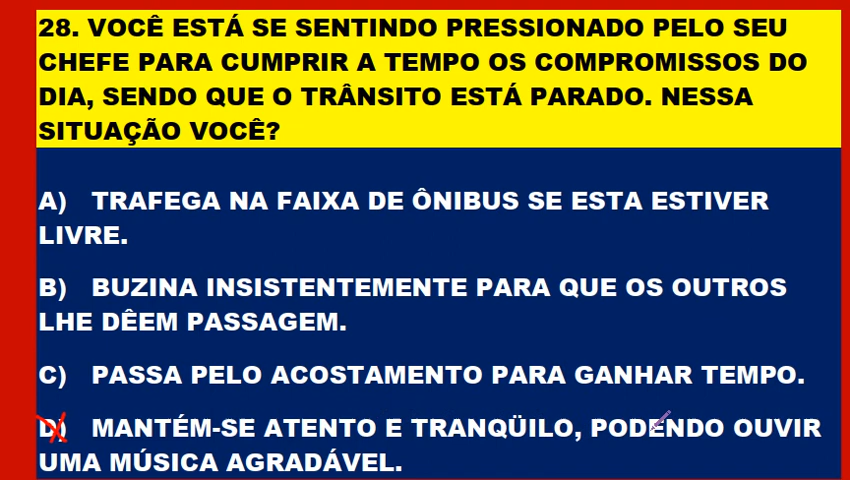 28. VOCÊ ESTÁ SE SENTINDO PRESSIONADO PELO SEU
CHEFE PARA CUMPRIR A TEMPO OS COMPROMISSOS DO
DIA, SENDO QUE O TRÂNSITO ESTÁ PARADO. NESSA
SITUAÇÃO VOCÊ?
A) TRAFEGA NA FAIXA DE ÔNIBUS SE ESTA ESTIVER
LIVRE.
B) BUZINA INSISTENTEMENTE PARA QUE OS OUTROS
LHE DÊEM PASSAGEM.
C) PASSA PELO ACOSTAMENTO PARA GANHAR TEMPO.
D) MANTÉM-SE ATENTO E TRANQÜILO, PODENDO OUVIR
UMA MÚSICA AGRADÁVEL.